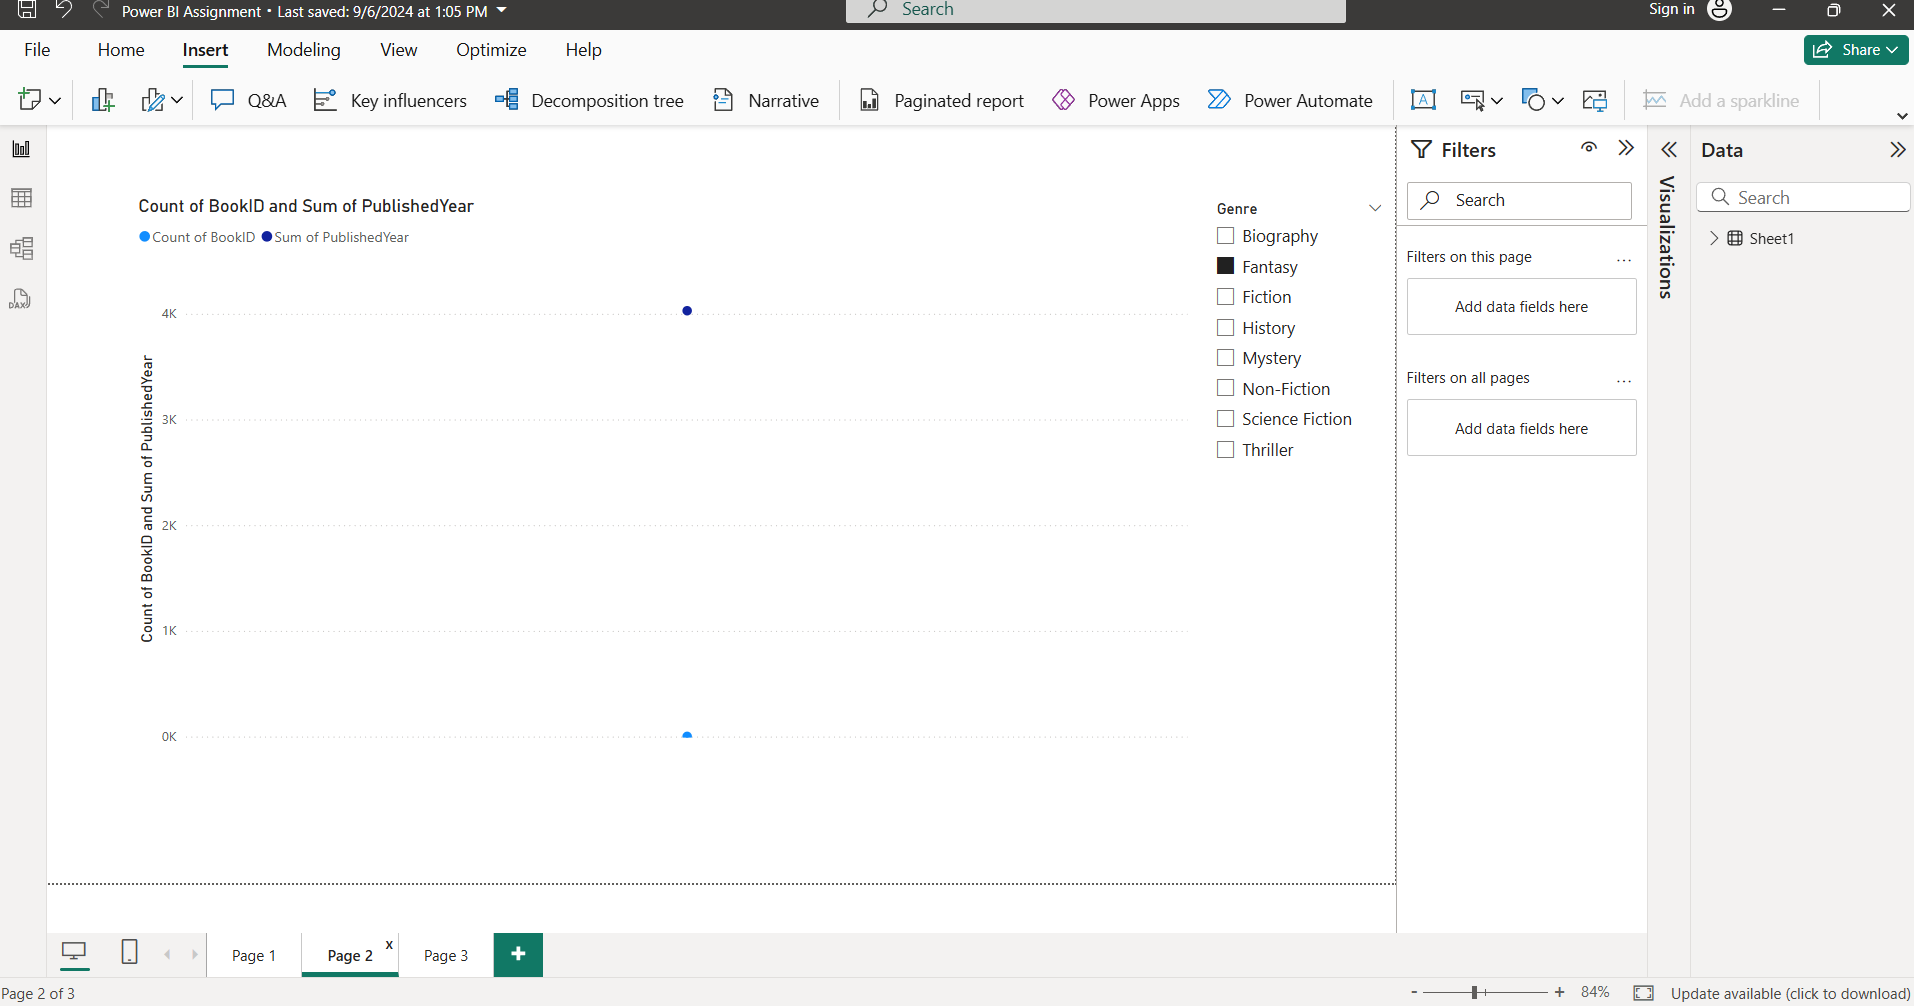 Power BI Assignment • Last saved: 9/6/2024 at 1:05 PM
Search
Sign in
File Home Insert Modeling View Optimize Help
Share
Q&A Key influencers Decomposition tree Narrative Paginated report Power Apps Power Automate Add a sparkline
DAX
Count of BookID and Sum of PublishedYear
Count of BookID Sum of PublishedYear
Count of BookID and Sum of PublishedYear
4K
3K
2K
1K
0K
Genre
Biography
Fantasy
Fiction
History
Mystery
Non-Fiction
Science Fiction
Thriller
Filters
Search
Filters on this page ...
Add data fields here
Filters on all pages ...
Add data fields here
Visualizations
Data
Search
Sheet1
Page 1 Page 2 x Page 3 +
Page 2 of 3
- + 84%
Update available (click to download)